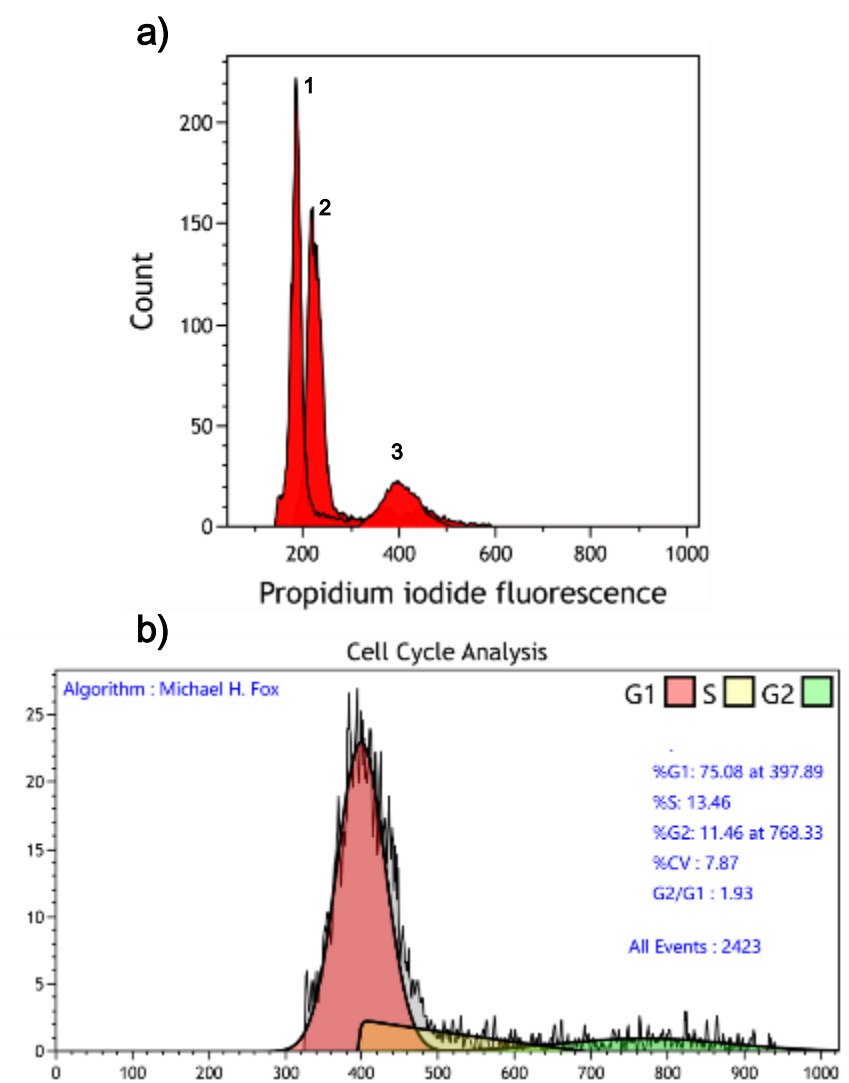 a)
1
2
3
200
150
100
50
0
Count
200 400 600 800 1000
Propidium iodide fluorescence
b)
Cell Cycle Analysis
Algorithm : Michael H. Fox
G1 S G2
%G1: 75.08 at 397.89
%S: 13.46
%G2: 11.46 at 768.33
%CV : 7.87
G2/G1 : 1.93
All Events : 2423
25
20
15
10
5
0
0 100 200 300 400 500 600 700 800 900 1000